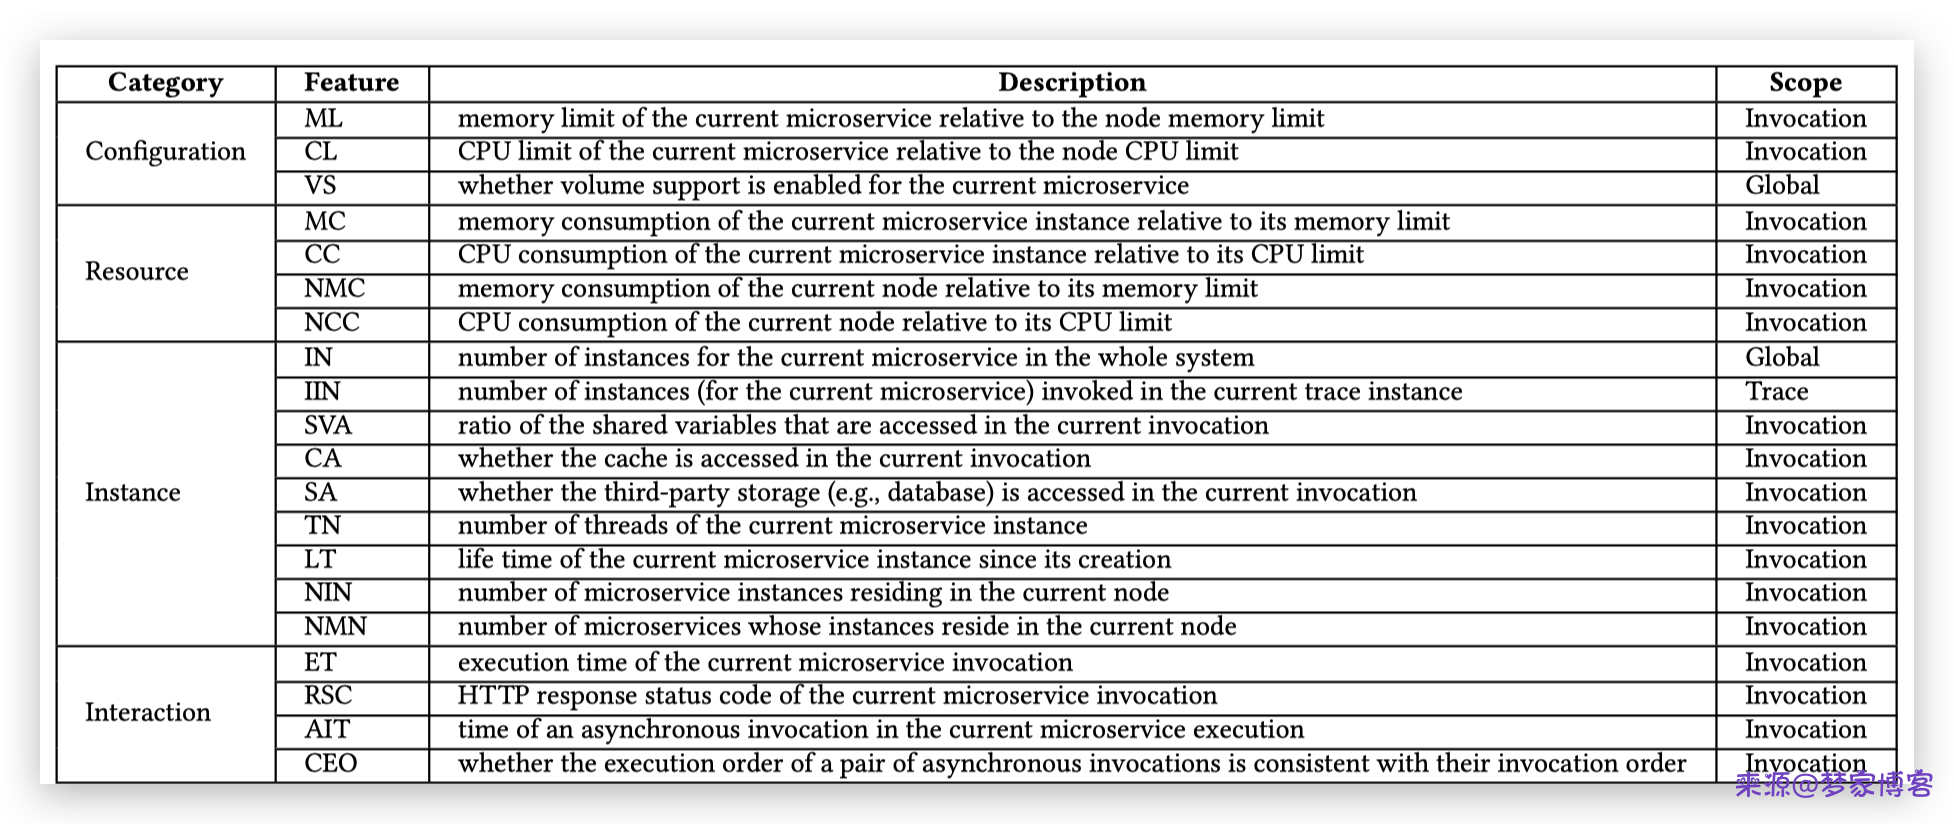 Category Feature Description Scope
Configuration
ML memory limit of the current microservice relative to the node memory limit Invocation
CL CPU limit of the current microservice relative to the node CPU limit Invocation
VS whether volume support is enabled for the current microservice Global
Resource
MC memory consumption of the current microservice instance relative to its memory limit Invocation
CC CPU consumption of the current microservice instance relative to its CPU limit Invocation
NMC memory consumption of the current node relative to its memory limit Invocation
NCC CPU consumption of the current node relative to its CPU limit Invocation
Instance
IN number of instances for the current microservice in the whole system Global
IIN number of instances (for the current microservice) invoked in the current trace instance Trace
SVA ratio of the shared variables that are accessed in the current invocation Invocation
CA whether the cache is accessed in the current invocation Invocation
SA whether the third-party storage (e.g., database) is accessed in the current invocation Invocation
TN number of threads of the current microservice instance Invocation
LT life time of the current microservice instance since its creation Invocation
NIN number of microservice instances residing in the current node Invocation
NMN number of microservices whose instances reside in the current node Invocation
Interaction
ET execution time of the current microservice invocation Invocation
RSC HTTP response status code of the current microservice invocation Invocation
AIT time of an asynchronous invocation in the current microservice execution Invocation
CEO whether the execution order of a pair of asynchronous invocations is consistent with their invocation order Invocation
来源@梦家博客